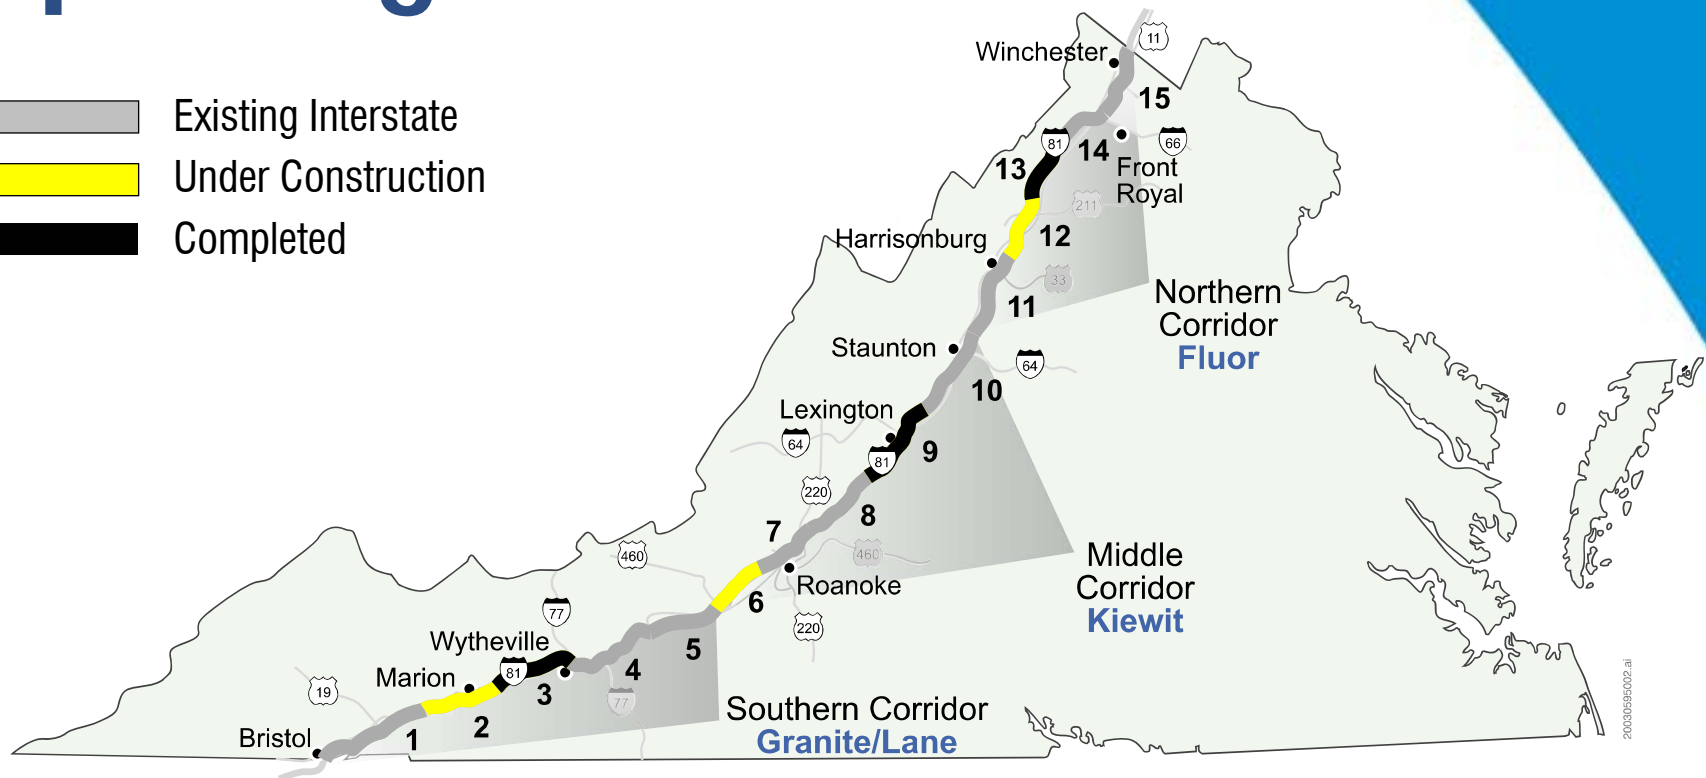 Existing Interstate
Under Construction
Completed
Winchester
11
15
81
14
66
13
Front
Royal
211
12
Harrisonburg
33
11
Northern
Corridor
Fluor
Staunton
64
10
Lexington
64
9
81
220
8
7
460
460
Middle
Corridor
Kiewit
Roanoke
6
77
220
Wytheville
5
4
81
Marion
3
77
19
2
Southern Corridor
Granite/Lane
Bristol
1
20030595002.ai